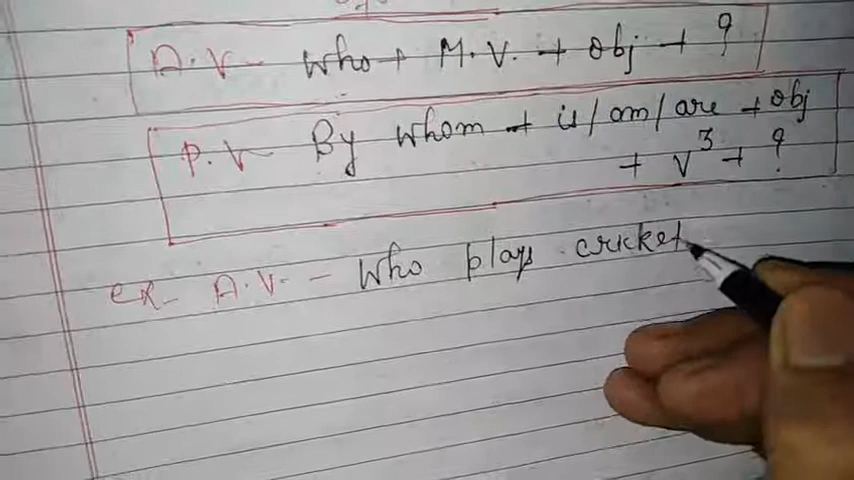 A.V- Who + M.V. + Obj + ?
P.V- By whom + is/am/are + obj
+ V³ + ?
ex- A.V. - Who plays cricket